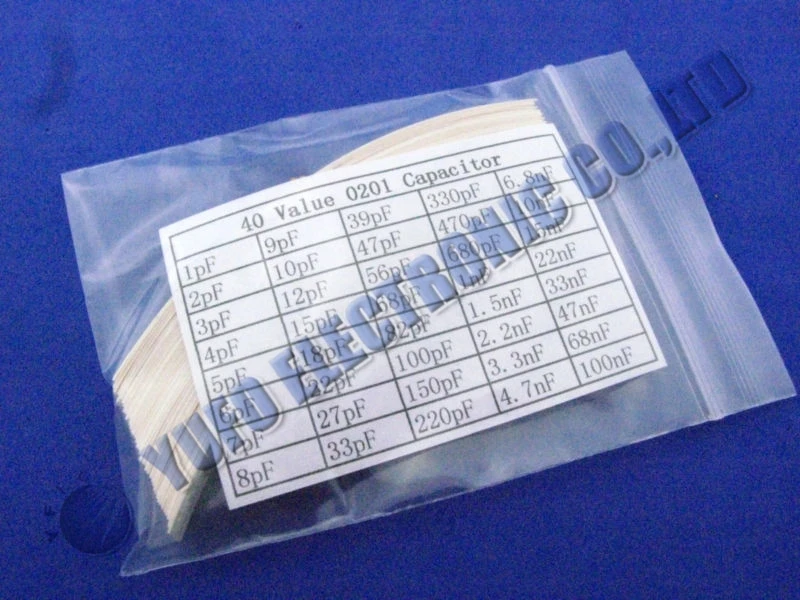 40 Value 0201 Capacitor
1pF 9pF 39pF 330pF 6.8nF
2pF 10pF 47pF 470pF 10nF
3pF 12pF 56pF 680pF 15nF
4pF 15pF 68pF 1nF 22nF
5pF 18pF 82pF 1.5nF 33nF
6pF 22pF 100pF 2.2nF 47nF
7pF 27pF 150pF 3.3nF 68nF
8pF 33pF 220pF 4.7nF 100nF
ELECTRONIC CO.,LTD